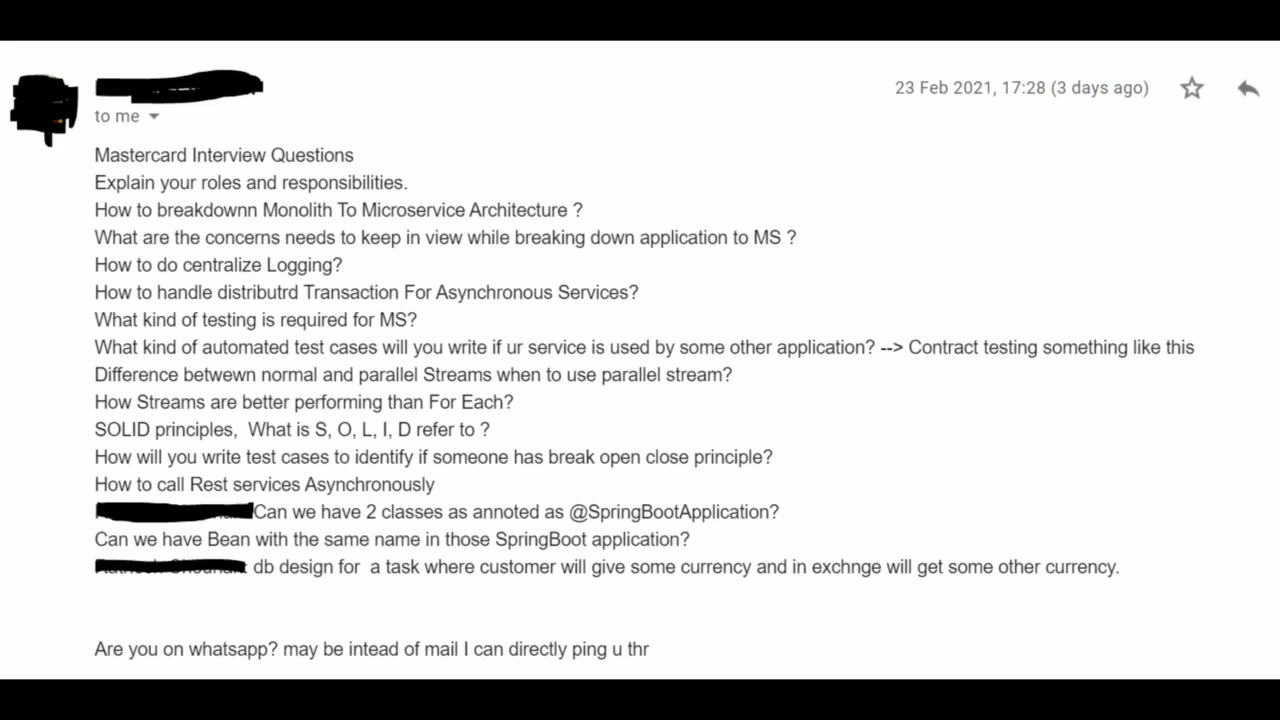 23 Feb 2021, 17:28 (3 days ago)
to me
Mastercard Interview Questions
Explain your roles and responsibilities.
How to breakdownn Monolith To Microservice Architecture ?
What are the concerns needs to keep in view while breaking down application to MS ?
How to do centralize Logging?
How to handle distributrd Transaction For Asynchronous Services?
What kind of testing is required for MS?
What kind of automated test cases will you write if ur service is used by some other application? --> Contract testing something like this
Difference betwewn normal and parallel Streams when to use parallel stream?
How Streams are better performing than For Each?
SOLID principles,  What is S, O, L, I, D refer to ?
How will you write test cases to identify if someone has break open close principle?
How to call Rest services Asynchronously
Can we have 2 classes as annoted as @SpringBootApplication?
Can we have Bean with the same name in those SpringBoot application?
db design for  a task where customer will give some currency and in exchnge will get some other currency.
Are you on whatsapp? may be intead of mail I can directly ping u thr